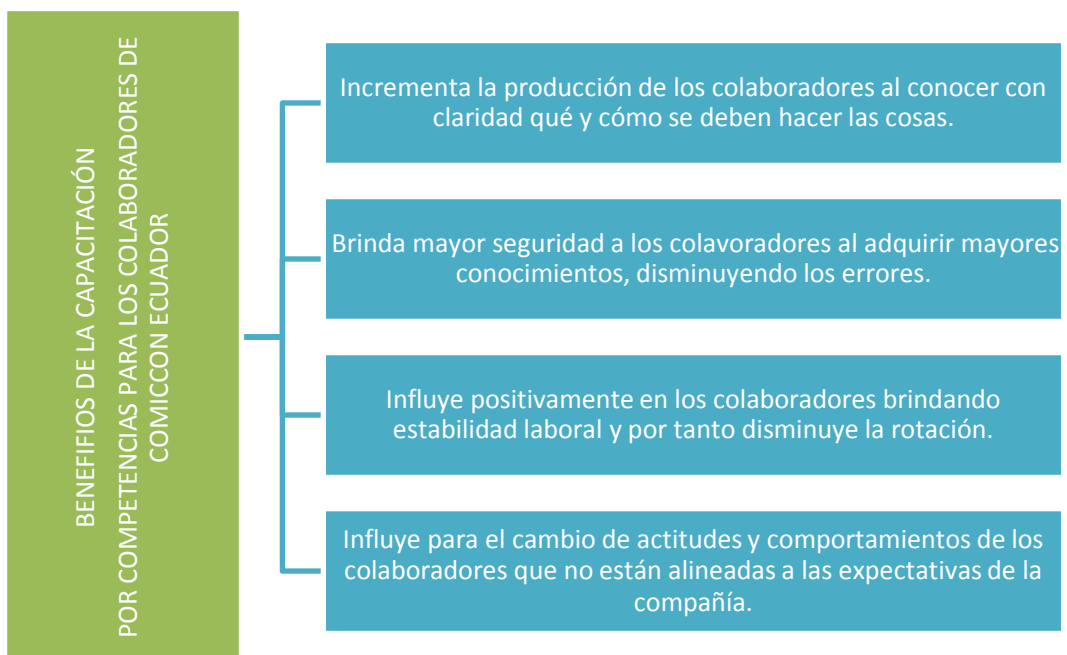 BENEFIFIOS DE LA CAPACITACIÓN
POR COMPETENCIAS PARA LOS COLABORADORES DE
COMICCON ECUADOR
Incrementa la producción de los colaboradores al conocer con
claridad qué y cómo se deben hacer las cosas.
Brinda mayor seguridad a los colavoradores al adquirir mayores
conocimientos, disminuyendo los errores.
Influye positivamente en los colaboradores brindando
estabilidad laboral y por tanto disminuye la rotación.
Influye para el cambio de actitudes y comportamientos de los
colaboradores que no están alineadas a las expectativas de la
compañía.